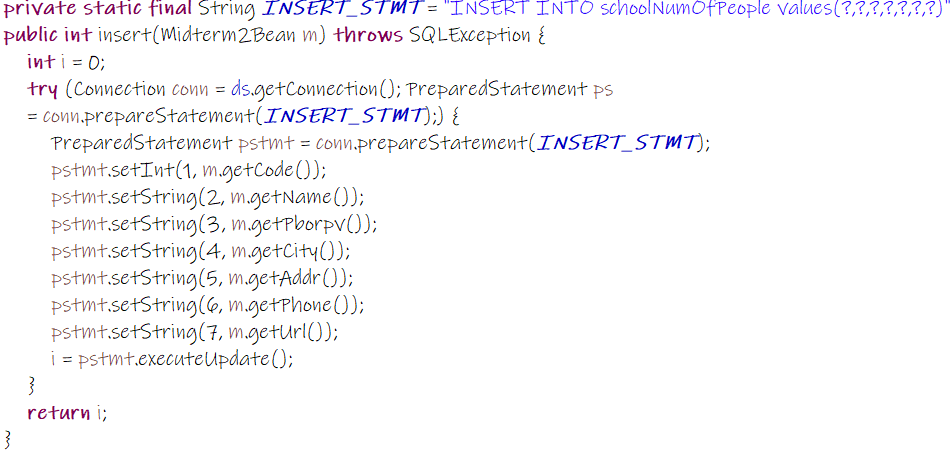 private static final String INSERT_STMT = "INSERT INTO schoolNumOfPeople values(?,?,?,?,?,?,?)"
public int insert(Midterm2Bean m) throws SQLException {
int i = 0;
try (Connection conn = ds.getConnection(); PreparedStatement ps
= conn.prepareStatement(INSERT_STMT);) {
PreparedStatement pstmt = conn.prepareStatement(INSERT_STMT);
pstmt.setInt(1, m.getCode());
pstmt.setString(2, m.getName());
pstmt.setString(3, m.getPborpv());
pstmt.setString(4, m.getCity());
pstmt.setString(5, m.getAddr());
pstmt.setString(6, m.getPhone());
pstmt.setString(7, m.getUrl());
i = pstmt.executeUpdate();
}
return i;
}